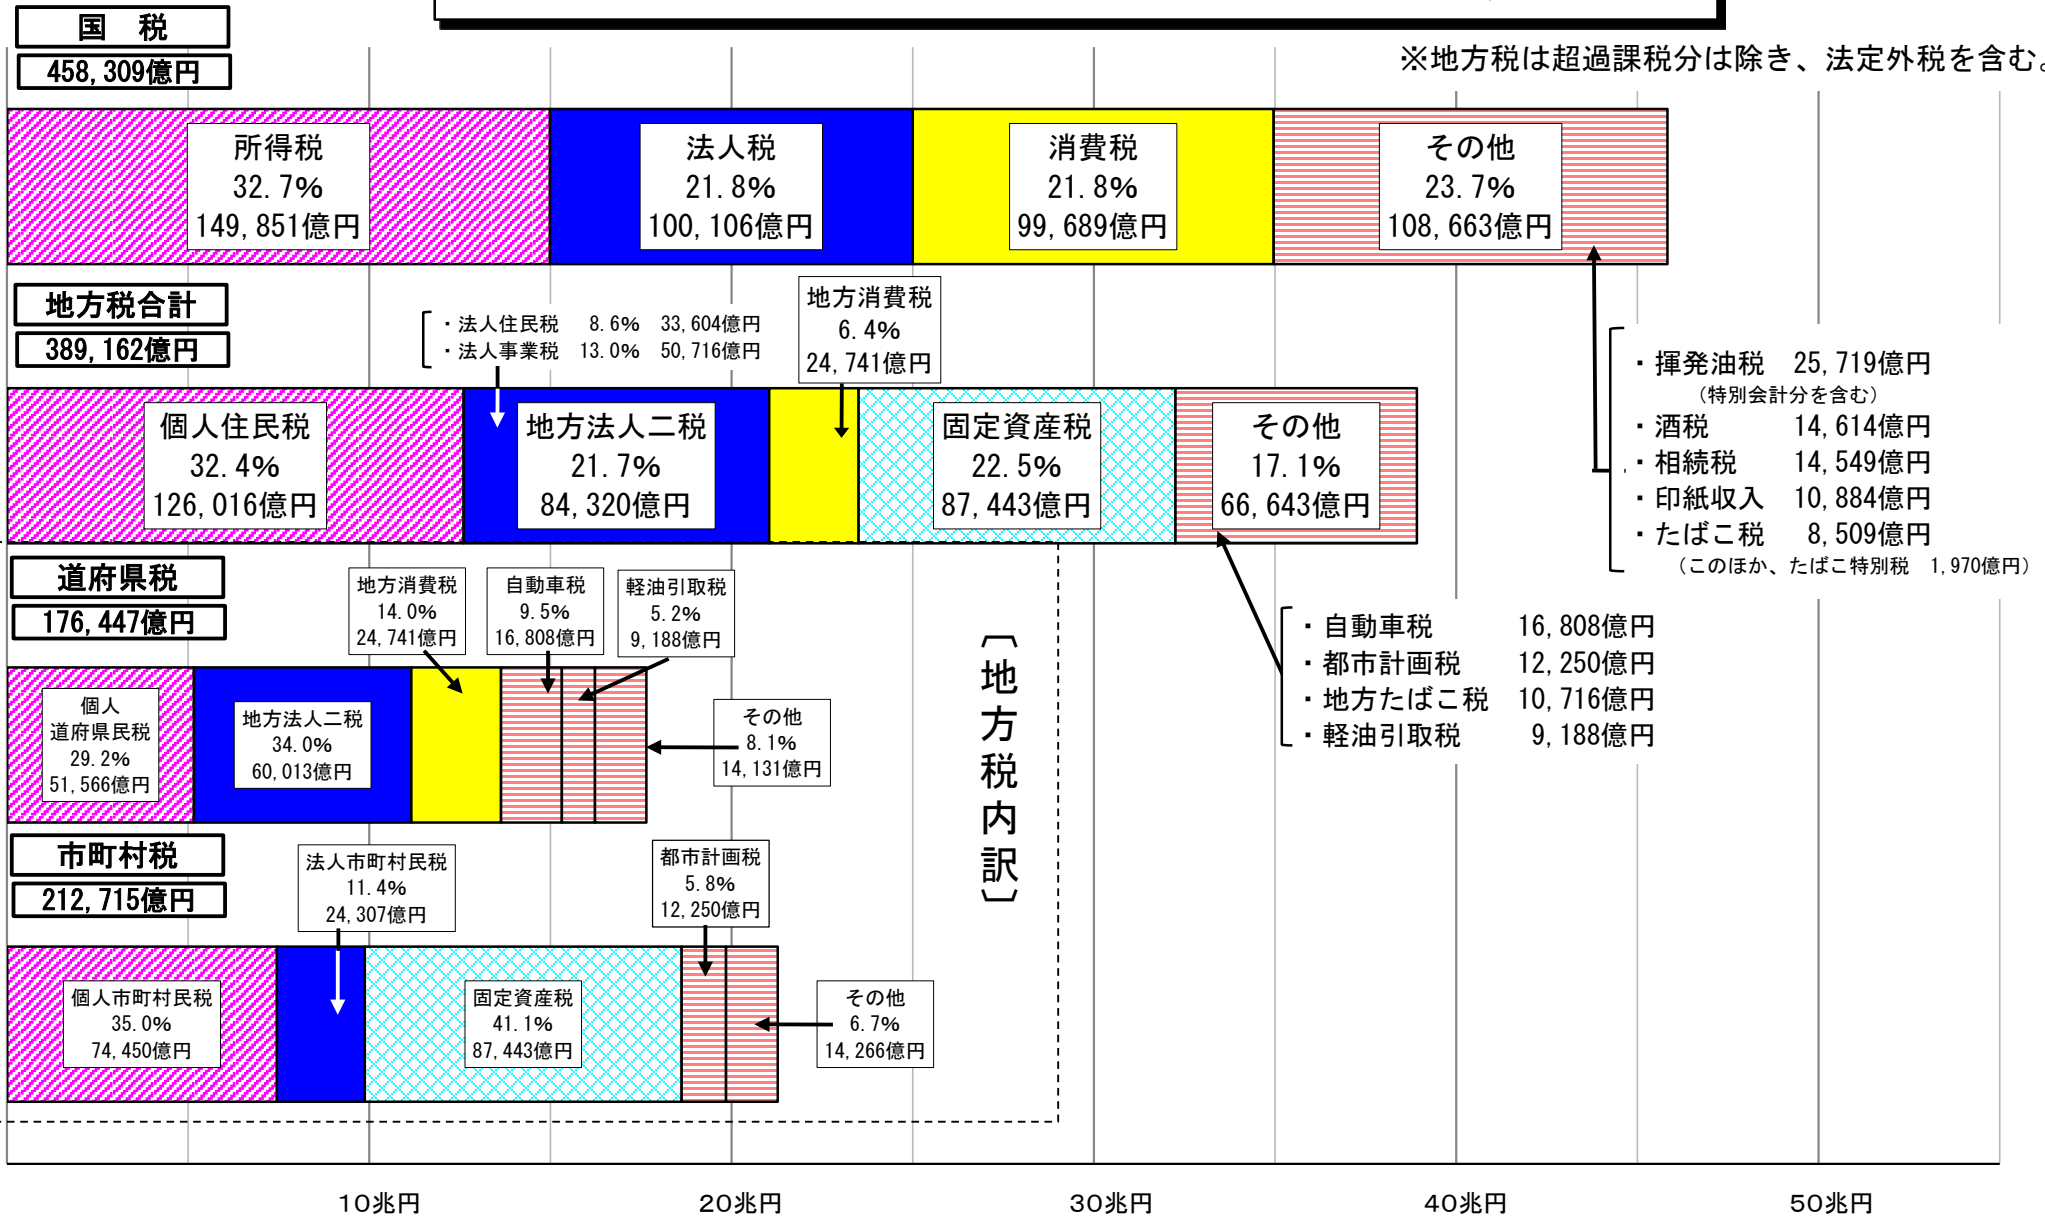 国　税
458,309億円
※地方税は超過課税分は除き、法定外税を含む。
所得税
32.7%
149,851億円
法人税
21.8%
100,106億円
消費税
21.8%
99,689億円
その他
23.7%
108,663億円
地方税合計
389,162億円
・法人住民税　8.6%　33,604億円
・法人事業税　13.0%　50,716億円
地方消費税
6.4%
24,741億円
個人住民税
32.4%
126,016億円
地方法人二税
21.7%
84,320億円
固定資産税
22.5%
87,443億円
その他
17.1%
66,643億円
・揮発油税　25,719億円
（特別会計分を含む）
・酒税　14,614億円
・相続税　14,549億円
・印紙収入　10,884億円
・たばこ税　8,509億円
（このほか、たばこ特別税　1,970億円）
道府県税
176,447億円
地方消費税
14.0%
24,741億円
自動車税
9.5%
16,808億円
軽油引取税
5.2%
9,188億円
・自動車税　16,808億円
・都市計画税　12,250億円
・地方たばこ税　10,716億円
・軽油引取税　9,188億円
個人
道府県民税
29.2%
51,566億円
地方法人二税
34.0%
60,013億円
その他
8.1%
14,131億円
〔地方税内訳〕
市町村税
212,715億円
法人市町村民税
11.4%
24,307億円
都市計画税
5.8%
12,250億円
個人市町村民税
35.0%
74,450億円
固定資産税
41.1%
87,443億円
その他
6.7%
14,266億円
10兆円
20兆円
30兆円
40兆円
50兆円